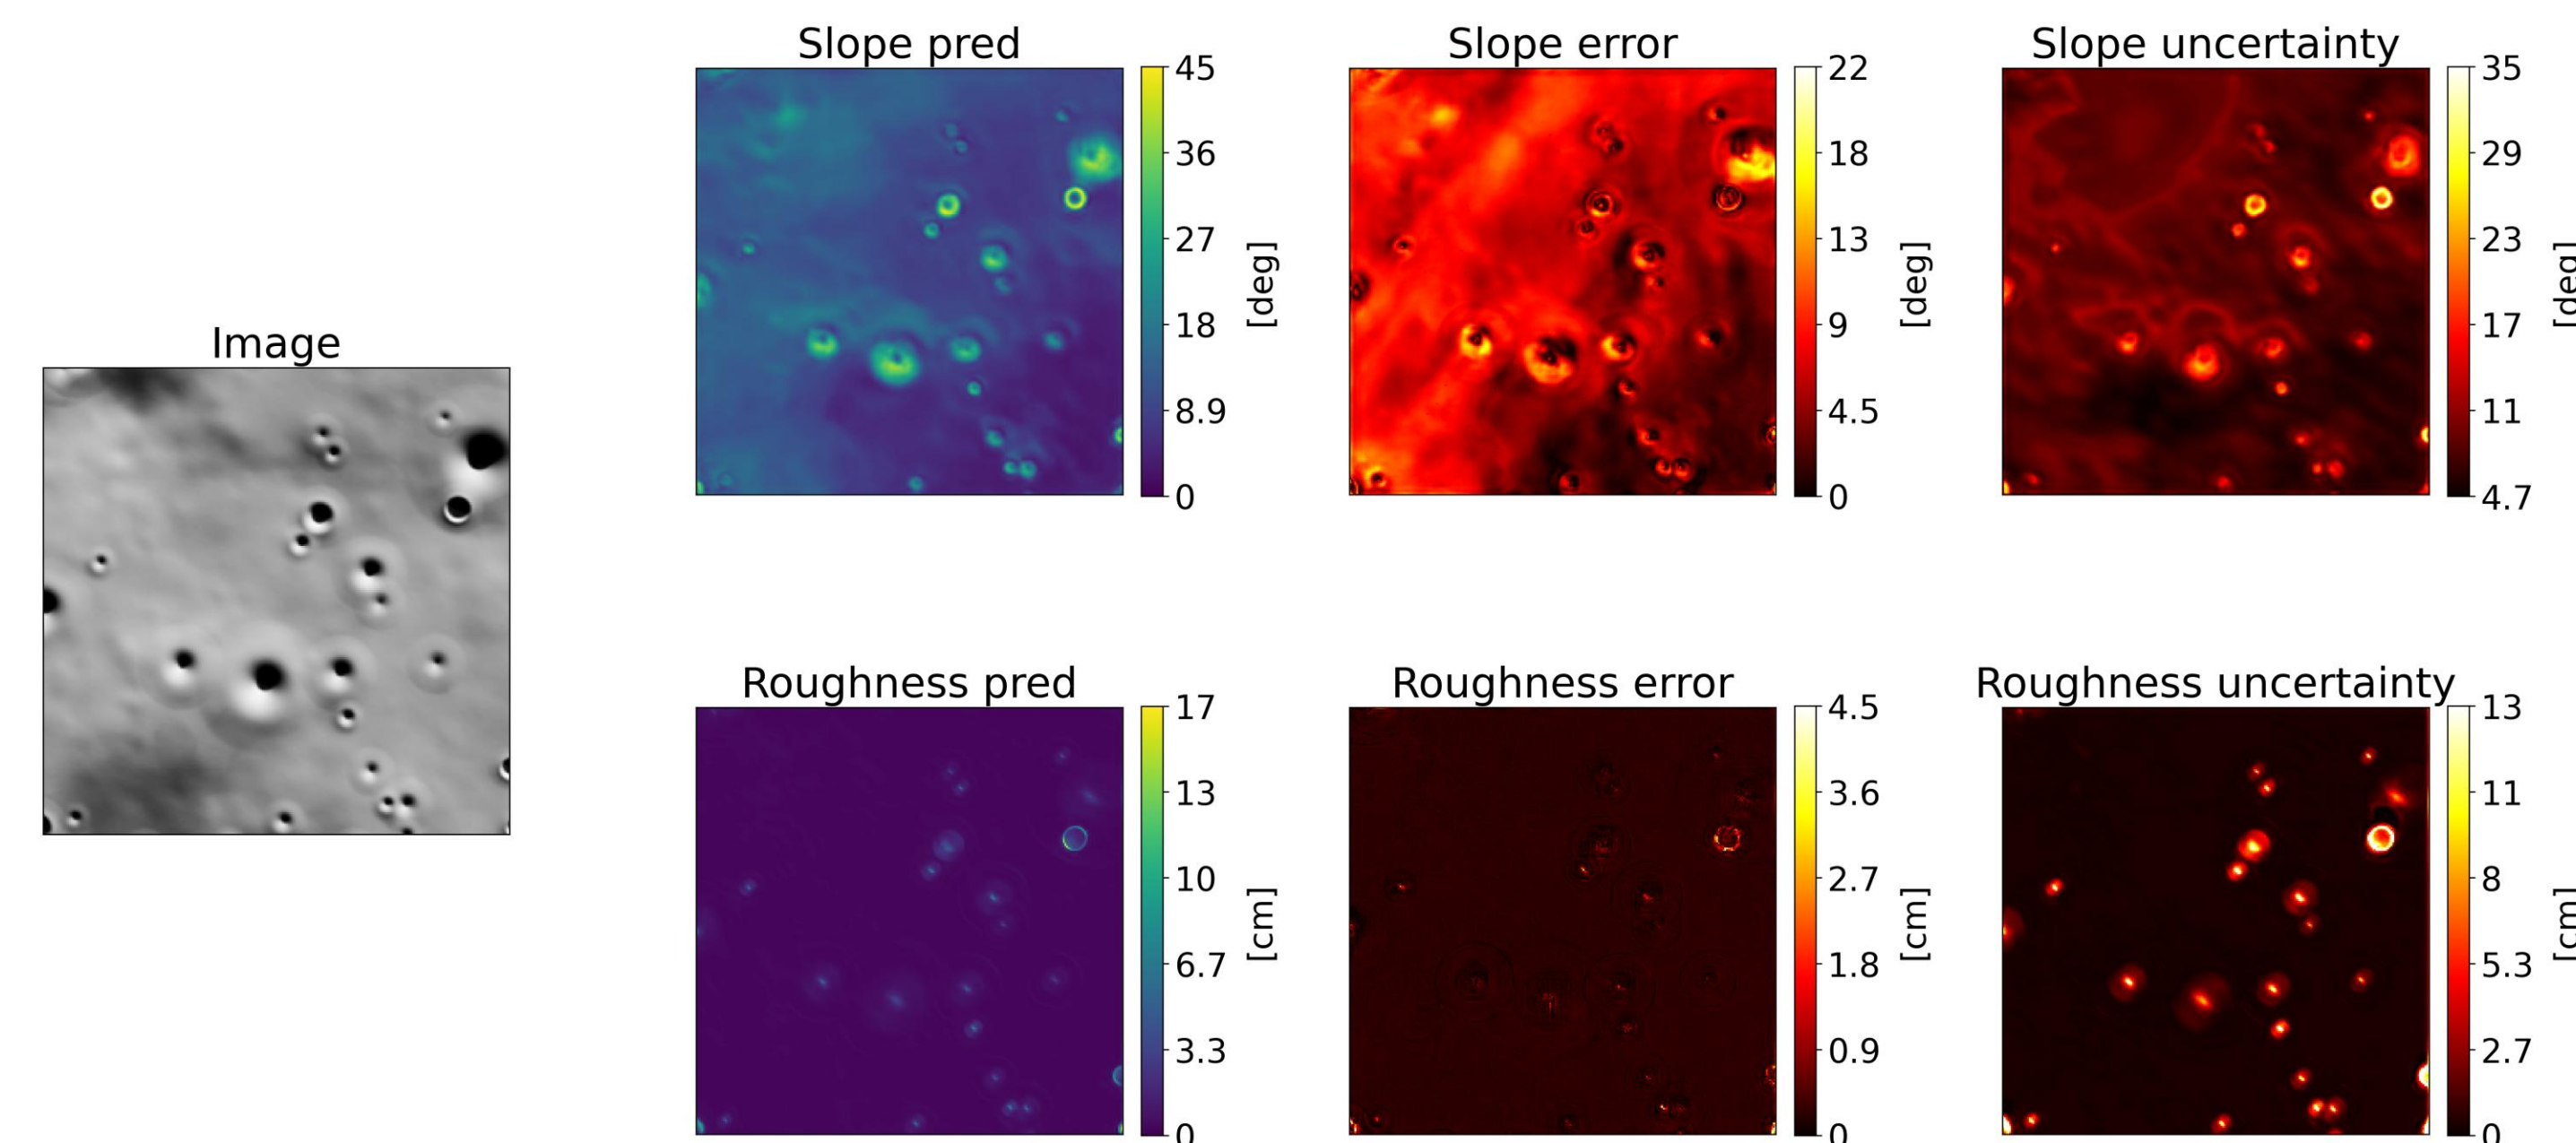 Image
Slope pred
45
36
27
18
8.9
0
[deg]
Slope error
22
18
13
9
4.5
0
[deg]
Slope uncertainty
35
29
23
17
11
4.7
[deg]
Roughness pred
17
13
10
6.7
3.3
0
[cm]
Roughness error
4.5
3.6
2.7
1.8
0.9
0
[cm]
Roughness uncertainty
13
11
8
5.3
2.7
0
[cm]